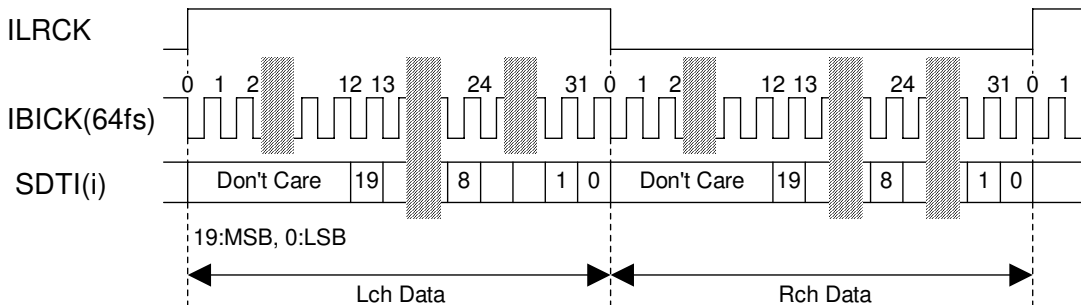 ILRCK
0 1 2 12 13 24 31 0 1 2 12 13 24 31 0 1
IBICK(64fs)
SDTI(i) Don't Care 19 8 1 0 Don't Care 19 8 1 0
19:MSB, 0:LSB
Lch Data Rch Data